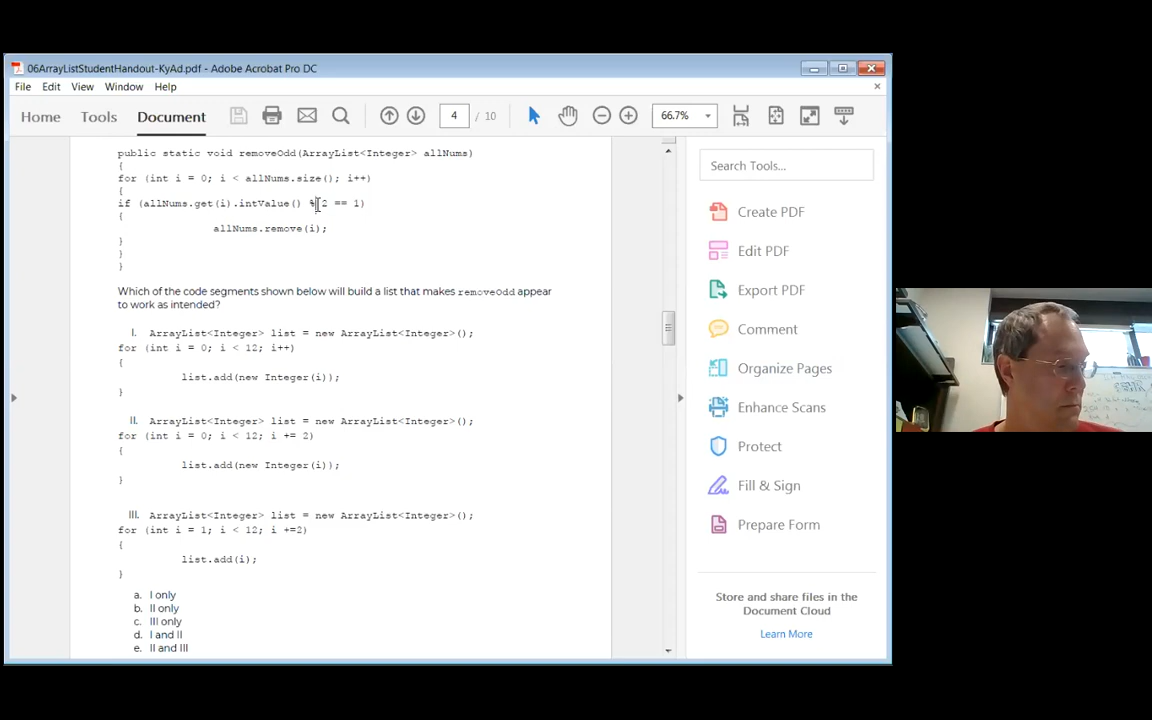 06ArrayListStudentHandout-KyAd.pdf - Adobe Acrobat Pro DC
File Edit View Window Help
Home Tools Document 4 / 10 66.7%
public static void removeOdd(ArrayList<Integer> allNums)
{
for (int i = 0; i < allNums.size(); i++)
{
if (allNums.get(i).intValue() % 2 == 1)
{
allNums.remove(i);
}
}
}
Which of the code segments shown below will build a list that makes removeOdd appear
to work as intended?
I. ArrayList<Integer> list = new ArrayList<Integer>();
for (int i = 0; i < 12; i++)
{
list.add(new Integer(i));
}
II. ArrayList<Integer> list = new ArrayList<Integer>();
for (int i = 0; i < 12; i += 2)
{
list.add(new Integer(i));
}
III. ArrayList<Integer> list = new ArrayList<Integer>();
for (int i = 1; i < 12; i +=2)
{
list.add(i);
}
a. I only
b. II only
c. III only
d. I and II
e. II and III
Search Tools...
Create PDF
Edit PDF
Export PDF
Comment
Organize Pages
Enhance Scans
Protect
Fill & Sign
Prepare Form
Store and share files in the
Document Cloud
Learn More